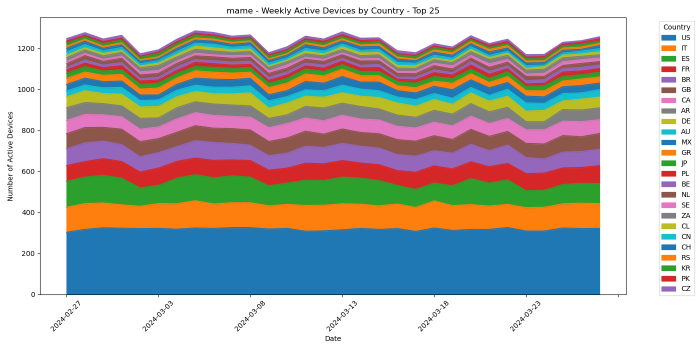 mame - Weekly Active Devices by Country - Top 25
Number of Active Devices
1200
1000
800
600
400
200
0
2024-02-27
2024-03-03
2024-03-08
2024-03-13
2024-03-18
2024-03-23
Date
Country
US
IT
ES
FR
BR
GB
CA
AR
DE
AU
MX
GR
JP
PL
BE
NL
SE
ZA
CL
CN
CH
RS
KR
PK
CZ